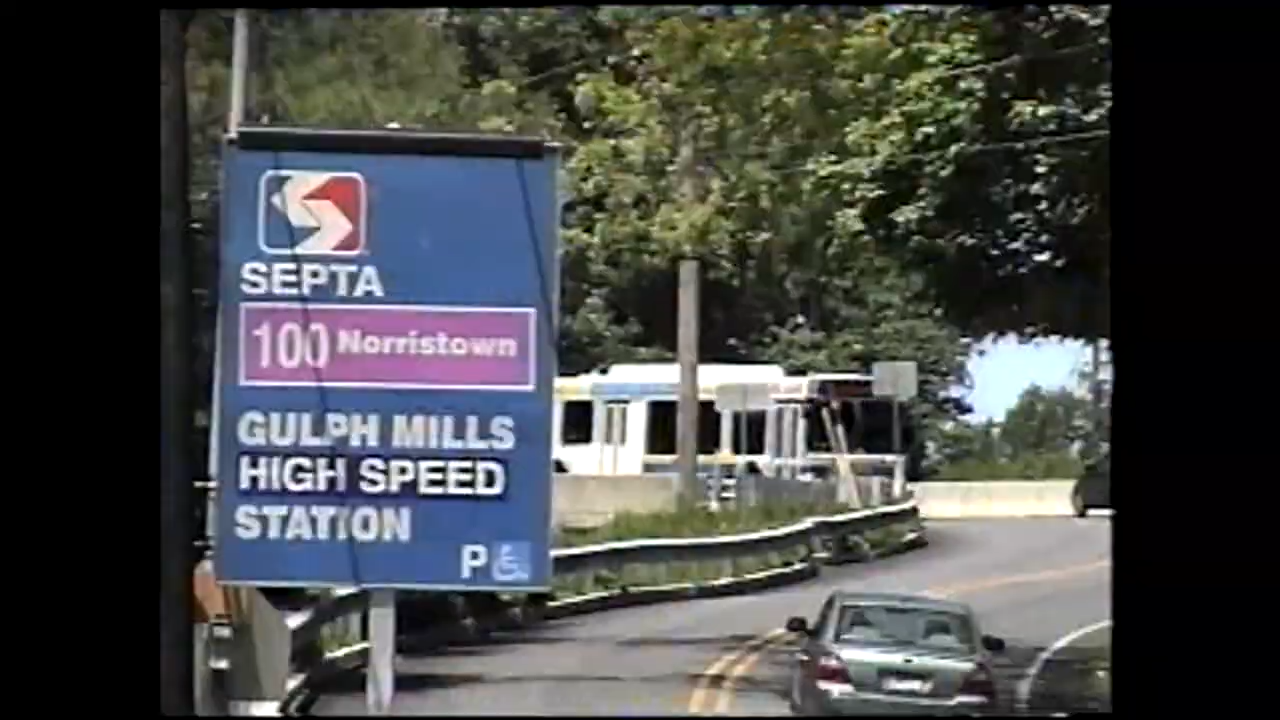 SEPTA
100 Norristown
GULPH MILLS
HIGH SPEED
STATION
P